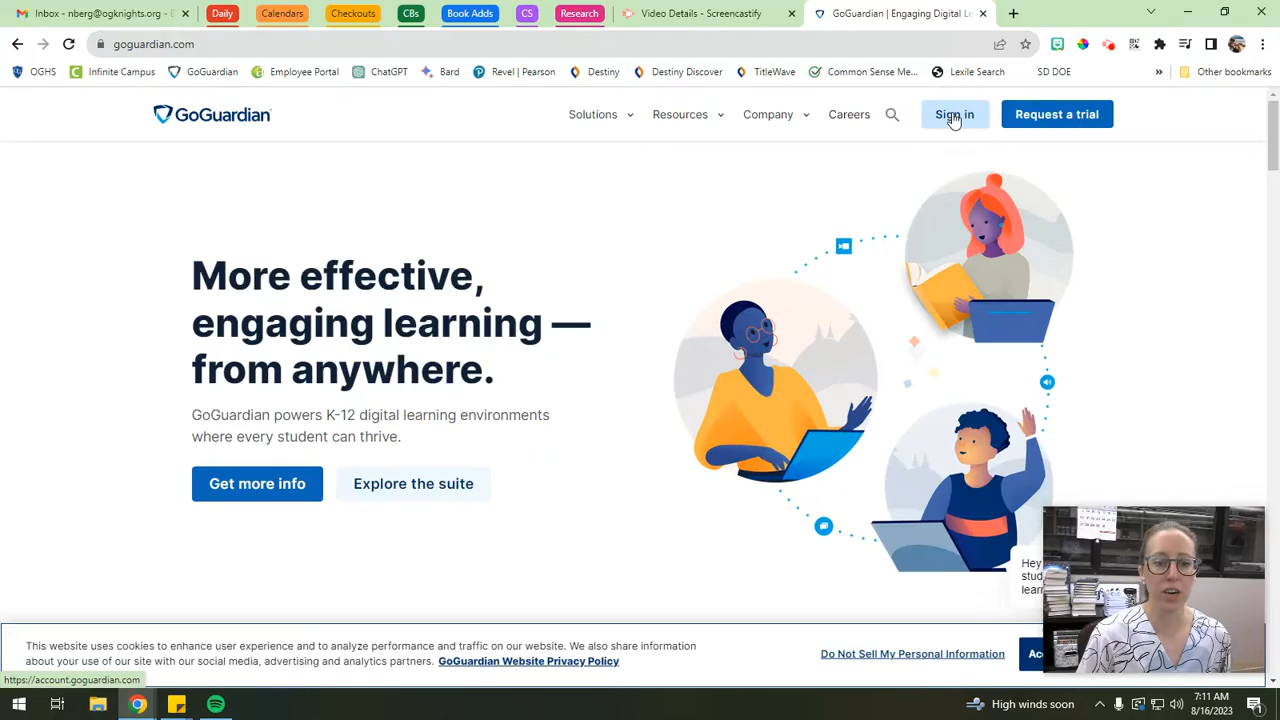 Inbox - nberg@ogknights.org - 
Daily
Calendars
Checkouts
CBs
Book Adds
CS
Research
Video Details - Screencastify
GoGuardian | Engaging Digital Le
goguardian.com
OGHS
Infinite Campus
GoGuardian
Employee Portal
ChatGPT
Bard
Revel | Pearson
Destiny
Destiny Discover
TitleWave
Common Sense Me...
Lexile Search
SD DOE
»
Other bookmarks
GoGuardian
Solutions
Resources
Company
Careers
Sign in
Request a trial
More effective,
engaging learning —
from anywhere.
GoGuardian powers K-12 digital learning environments
where every student can thrive.
Get more info
Explore the suite
Hey
stud
learn
This website uses cookies to enhance user experience and to analyze performance and traffic on our website. We also share information
about your use of our site with our social media, advertising and analytics partners. GoGuardian Website Privacy Policy
Do Not Sell My Personal Information
Acc
https://account.goguardian.com
High winds soon
7:11 AM
8/16/2023